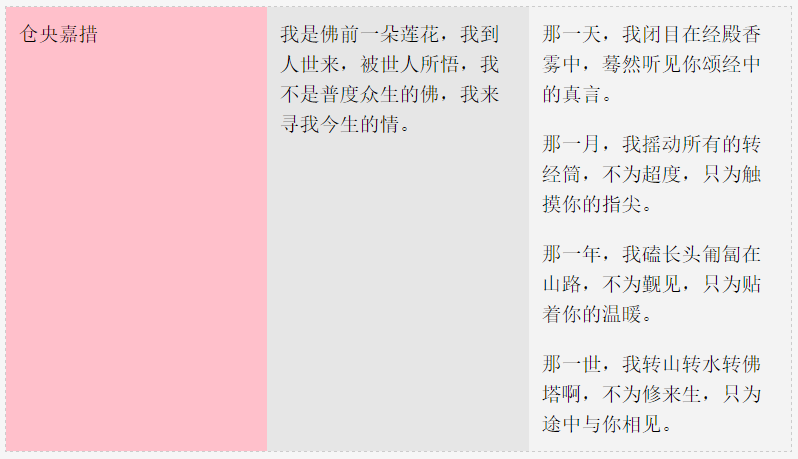 仓央嘉措
我是佛前一朵莲花，我到
人世来，被世人所悟，我
不是普度众生的佛，我来
寻我今生的情。
那一天，我闭目在经殿香
雾中，蓦然听见你颂经中
的真言。
那一月，我摇动所有的转
经筒，不为超度，只为触
摸你的指尖。
那一年，我磕长头匍匐在
山路，不为觐见，只为贴
着你的温暖。
那一世，我转山转水转佛
塔啊，不为修来生，只为
途中与你相见。